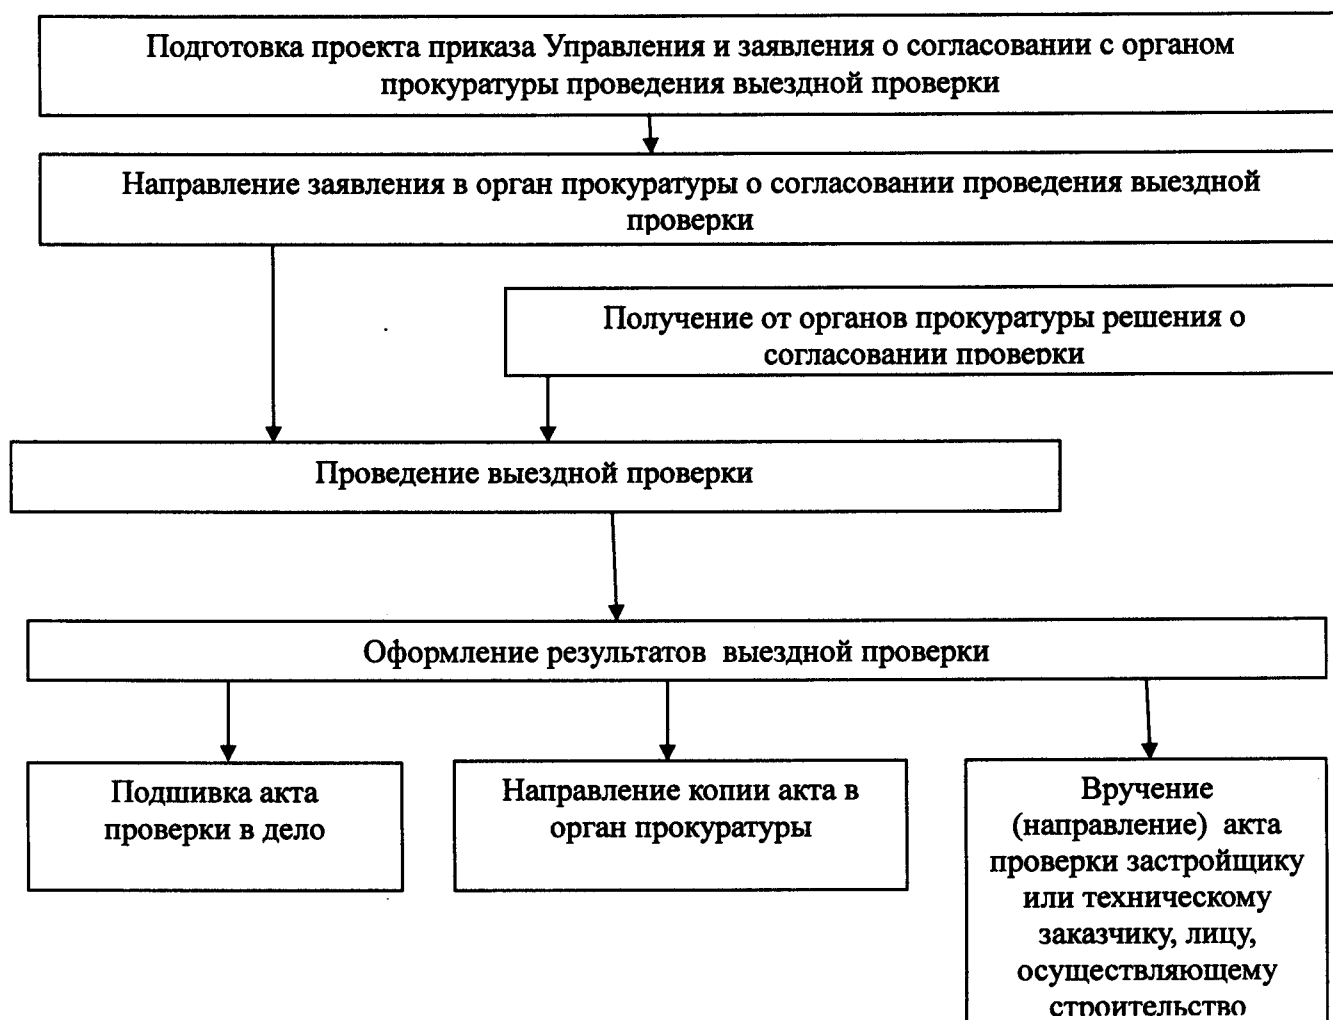 Подготовка проекта приказа Управления и заявления о согласовании с органом
прокуратуры проведения выездной проверки
Направление заявления в орган прокуратуры о согласовании проведения выездной
проверки
Получение от органов прокуратуры решения о
согласовании проверки
Проведение выездной проверки
Оформление результатов выездной проверки
Подшивка акта
проверки в дело
Направление копии акта в
орган прокуратуры
Вручение
(направление) акта
проверки застройщику
или техническому
заказчику, лицу,
осуществляющему
строительство